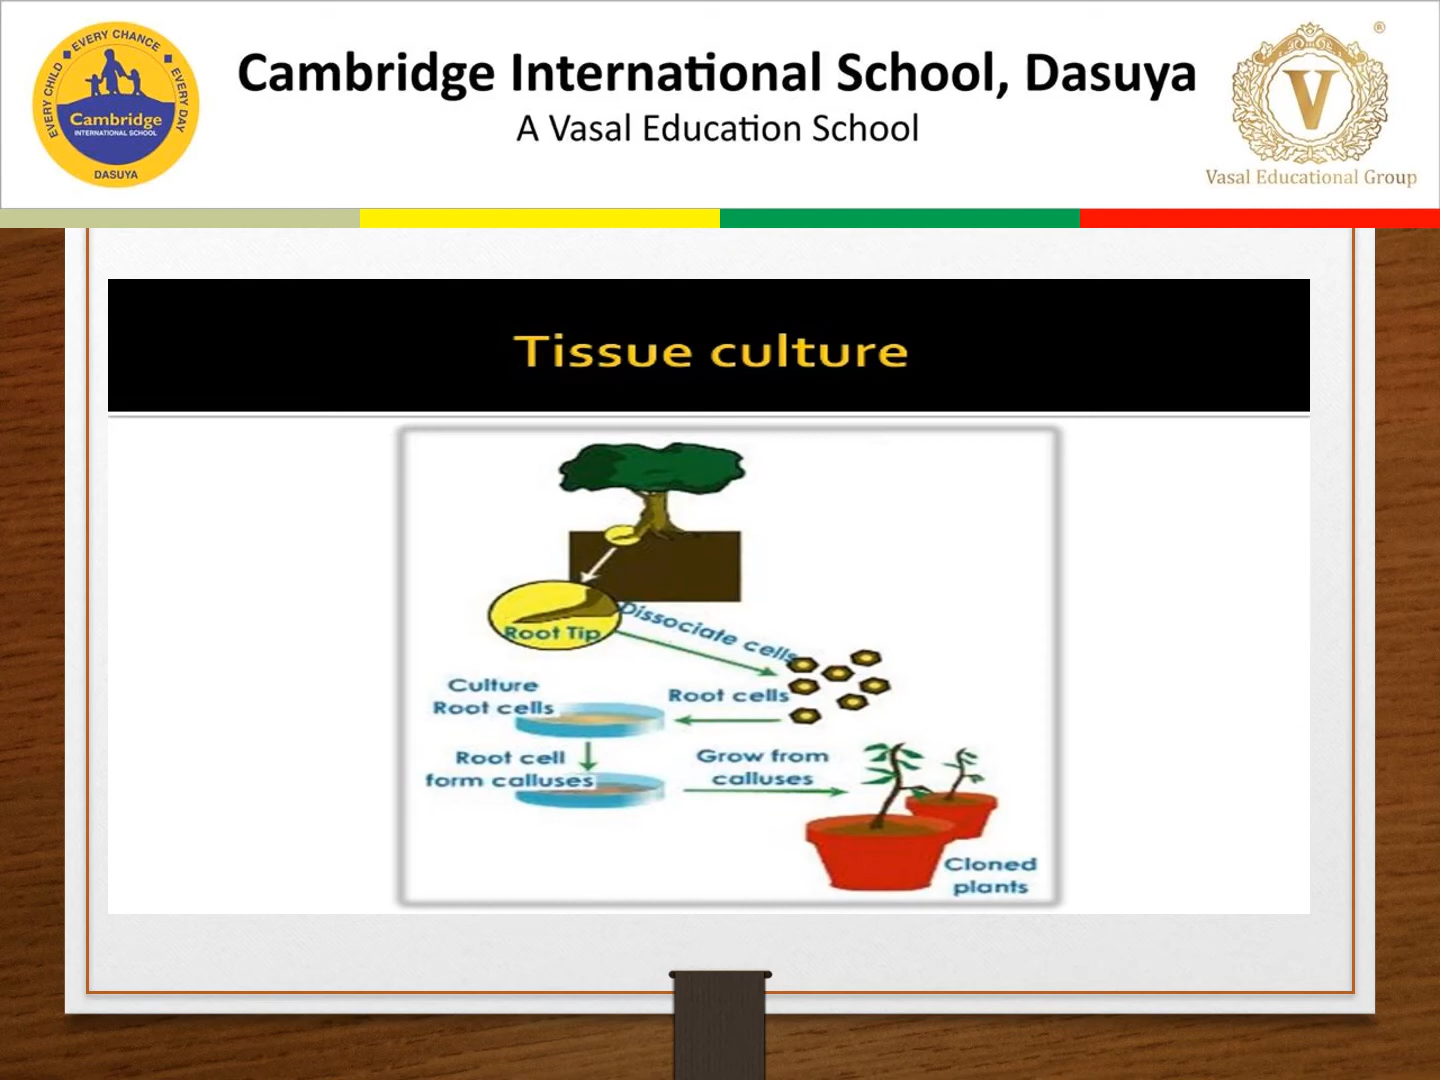 EVERY CHILD ■ EVERY CHANCE ■ EVERY DAY
Cambridge
INTERNATIONAL SCHOOL
DASUYA
Cambridge International School, Dasuya
A Vasal Education School
®
V
Vasal Educational Group
Tissue culture
Root Tip
Dissociate cells
Culture
Root cells
Root cells
Root cell
form calluses
Grow from
calluses
Cloned
plants